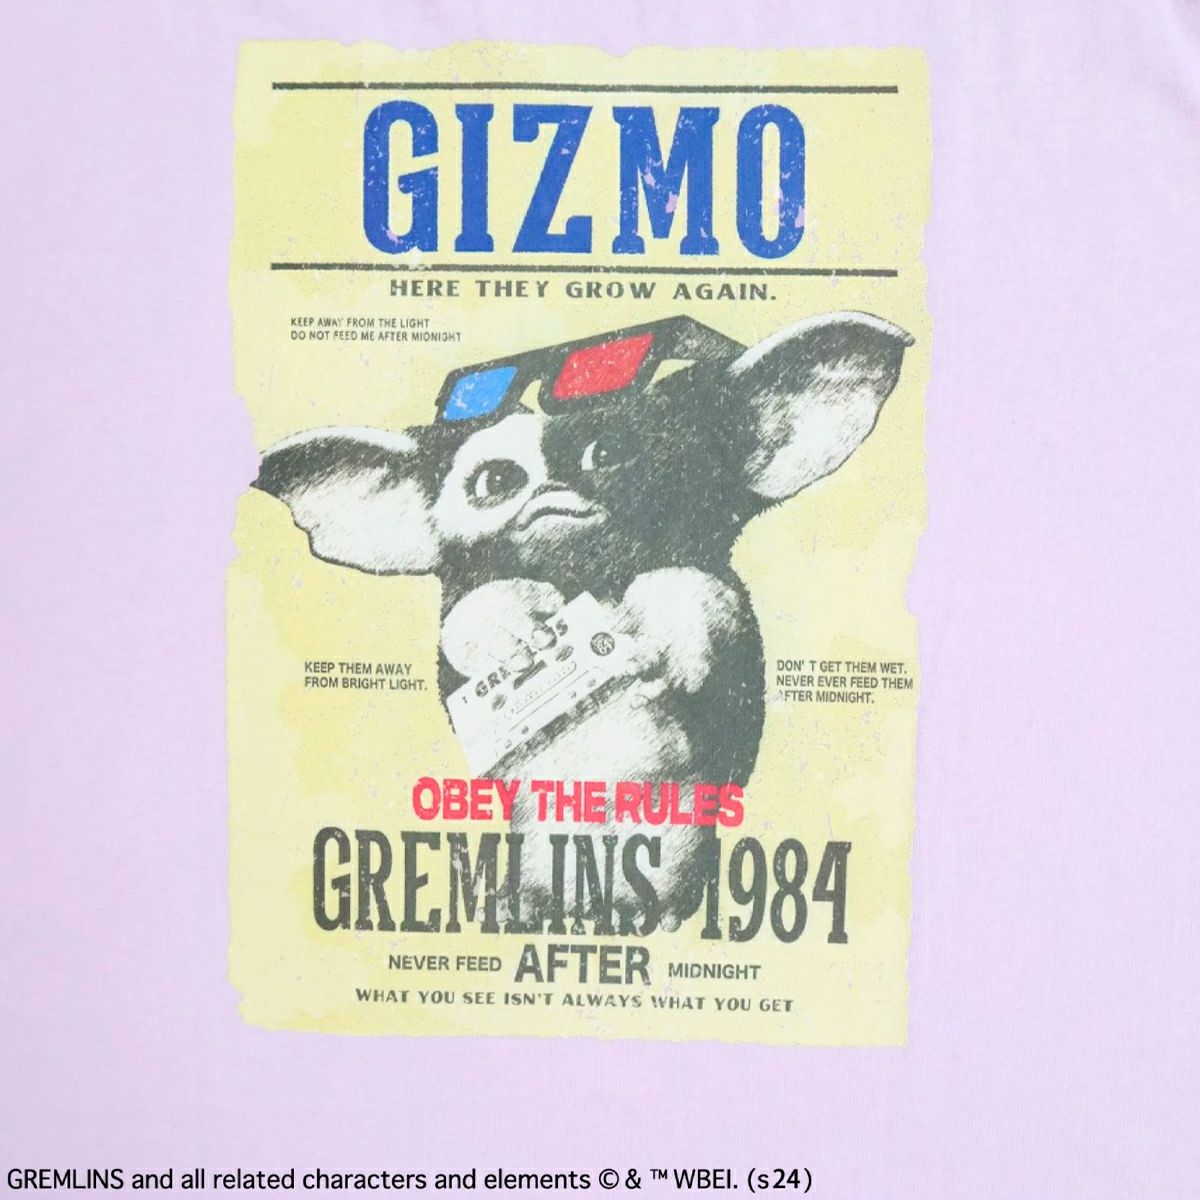 GIZMO
HERE THEY GROW AGAIN.
KEEP AWAY FROM THE LIGHT
DO NOT FEED ME AFTER MIDNIGHT
KEEP THEM AWAY
FROM BRIGHT LIGHT.
DON'T GET THEM WET.
NEVER EVER FEED THEM
AFTER MIDNIGHT.
OBEY THE RULES
GREMLINS 1984
NEVER FEED AFTER MIDNIGHT
WHAT YOU SEE ISN'T ALWAYS WHAT YOU GET
GREMLINS and all related characters and elements © & ™ WBEI. (s24)